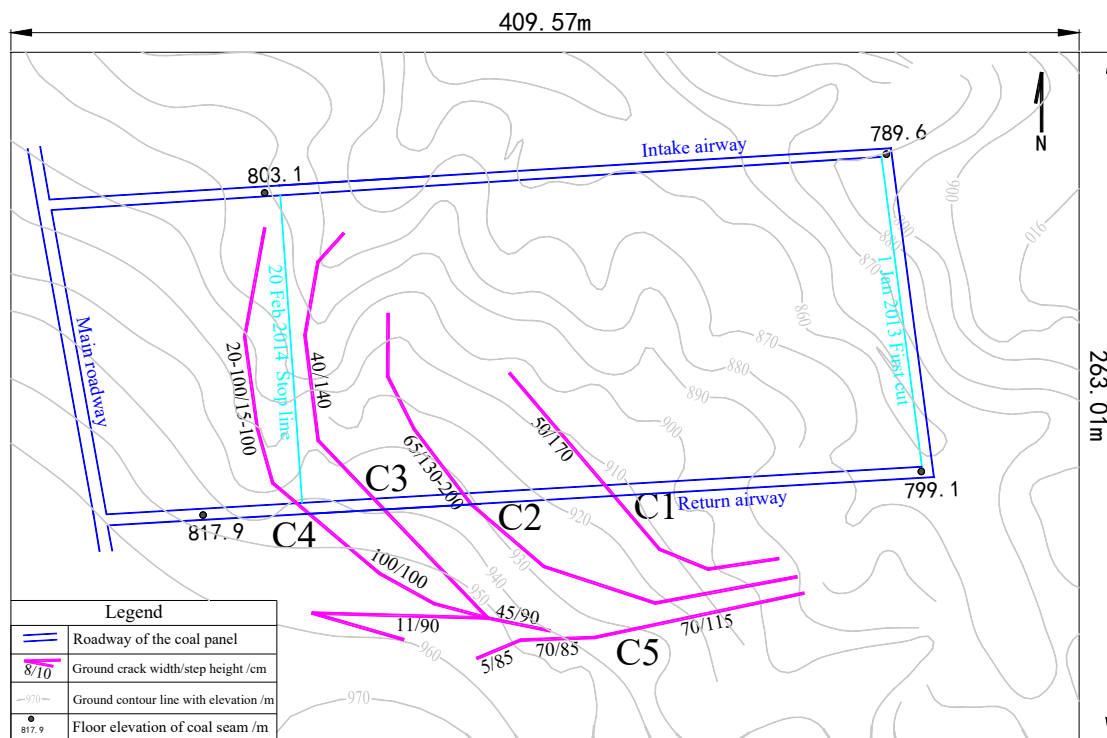 409.57m
263.01m
N
789.6
Intake airway
803.1
900
910
900
880
870
860
870
880
890
900
910
920
930
940
950
960
970
20 Feb 2014 Stop line
1 Jan 2013 First cut
Main roadway
20-100/15-100
40/140
65/130-200
50/170
C3
C2
C1
C4
C5
Return airway
799.1
817.9
100/100
45/90
11/90
5/85
70/85
70/115
Legend
Roadway of the coal panel
8/10 Ground crack width/step height /cm
970 Ground contour line with elevation /m
817.9 Floor elevation of coal seam /m